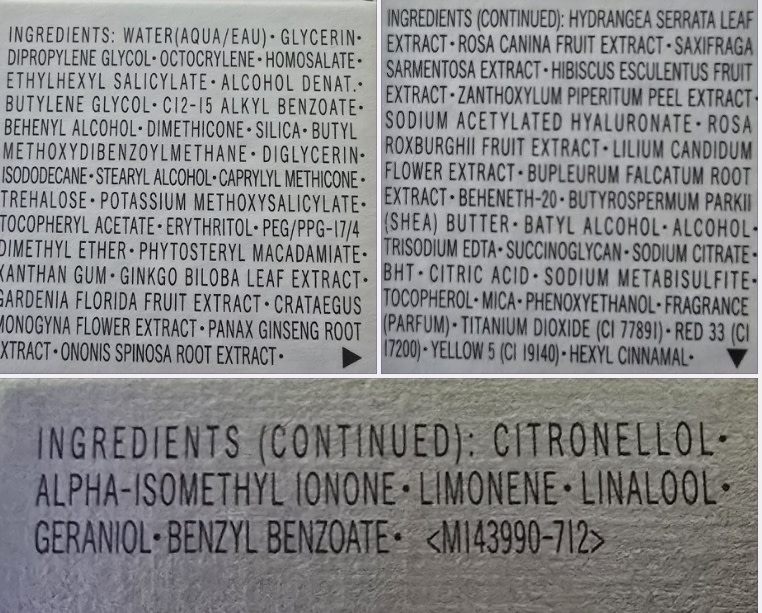 INGREDIENTS: WATER(AQUA/EAU)• GLYCERIN•
DIPROPYLENE GLYCOL• OCTOCRYLENE• HOMOSALATE•
ETHYLHEXYL SALICYLATE• ALCOHOL DENAT.•
BUTYLENE GLYCOL• C12-15 ALKYL BENZOATE•
BEHENYL ALCOHOL• DIMETHICONE• SILICA• BUTYL
METHOXYDIBENZOYLMETHANE• DIGLYCERIN•
ISODODECANE• STEARYL ALCOHOL• CAPRYLYL METHICONE•
TREHALOSE• POTASSIUM METHOXYSALICYLATE•
TOCOPHERYL ACETATE• ERYTHRITOL• PEG/PPG-17/4
DIMETHYL ETHER• PHYTOSTERYL MACADAMIATE•
XANTHAN GUM• GINKGO BILOBA LEAF EXTRACT•
GARDENIA FLORIDA FRUIT EXTRACT• CRATAEGUS
MONOGYNA FLOWER EXTRACT• PANAX GINSENG ROOT
EXTRACT• ONONIS SPINOSA ROOT EXTRACT•
INGREDIENTS (CONTINUED): HYDRANGEA SERRATA LEAF
EXTRACT• ROSA CANINA FRUIT EXTRACT• SAXIFRAGA
SARMENTOSA EXTRACT• HIBISCUS ESCULENTUS FRUIT
EXTRACT• ZANTHOXYLUM PIPERITUM PEEL EXTRACT•
SODIUM ACETYLATED HYALURONATE• ROSA
ROXBURGHII FRUIT EXTRACT• LILIUM CANDIDUM
FLOWER EXTRACT• BUPLEURUM FALCATUM ROOT
EXTRACT• BEHENETH-20• BUTYROSPERMUM PARKII
(SHEA) BUTTER• BATYL ALCOHOL• ALCOHOL•
TRISODIUM EDTA• SUCCINOGLYCAN• SODIUM CITRATE•
BHT• CITRIC ACID• SODIUM METABISULFITE•
TOCOPHEROL• MICA• PHENOXYETHANOL• FRAGRANCE
(PARFUM)• TITANIUM DIOXIDE (CI 77891)• RED 33 (CI
17200)• YELLOW 5 (CI 19140)• HEXYL CINNAMAL•
INGREDIENTS (CONTINUED): CITRONELLOL•
ALPHA-ISOMETHYL IONONE• LIMONENE• LINALOOL•
GERANIOL• BENZYL BENZOATE• <M143990-712>